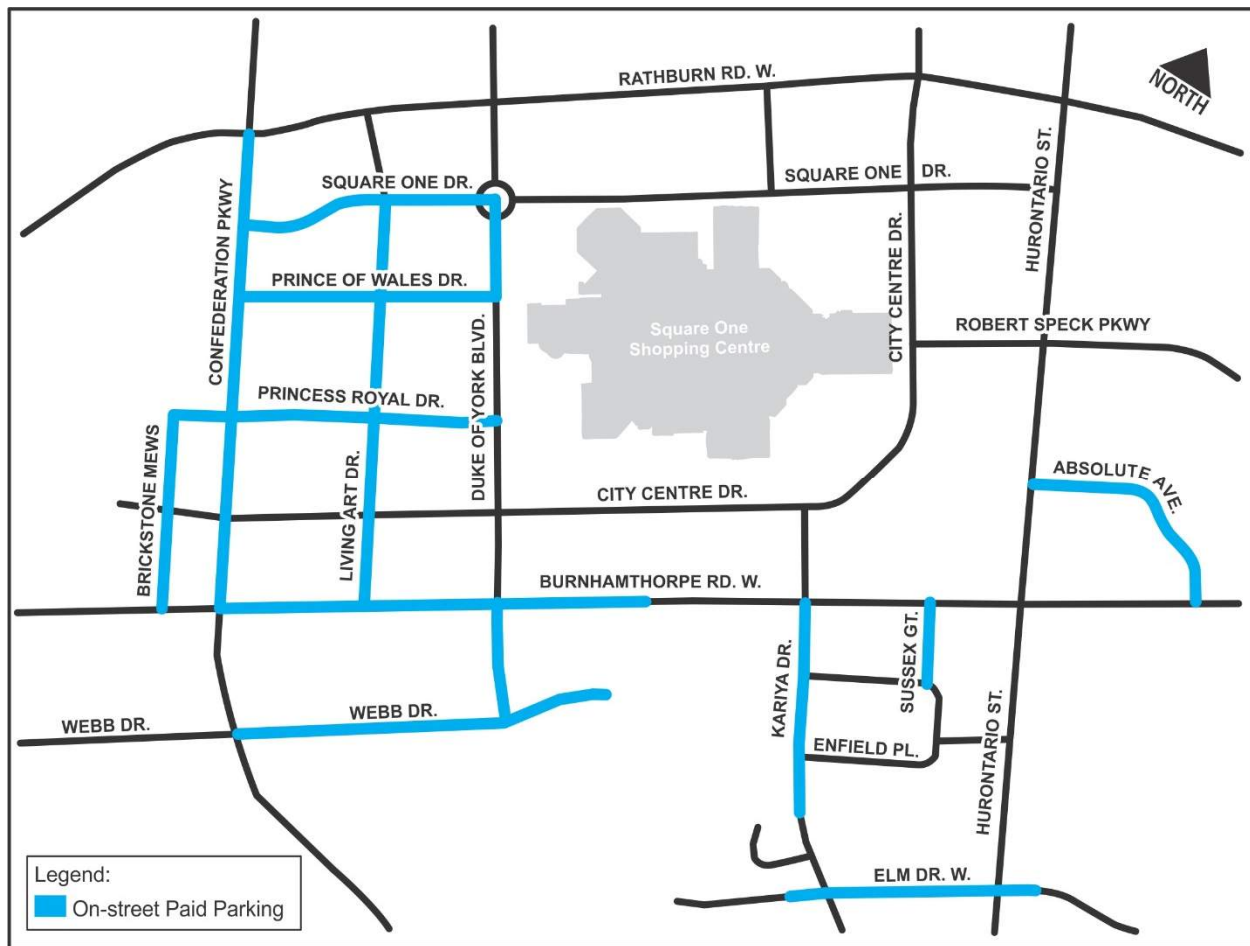 RATHBURN RD. W.
NORTH
SQUARE ONE DR.
SQUARE ONE DR.
HURONTARIO ST.
CONFEDERATION PKWY
CITY CENTRE DR.
PRINCE OF WALES DR.
DUKE OF YORK BLVD.
Square One
Shopping Centre
ROBERT SPECK PKWY
PRINCESS ROYAL DR.
BRICKSTONE MEWS
LIVING ART DR.
CITY CENTRE DR.
ABSOLUTE AVE.
BURNHAMTHORPE RD. W.
KARIYA DR.
SUSSEX GT.
WEBB DR.
WEBB DR.
ENFIELD PL.
HURONTARIO ST.
ELM DR. W.
Legend:
On-street Paid Parking